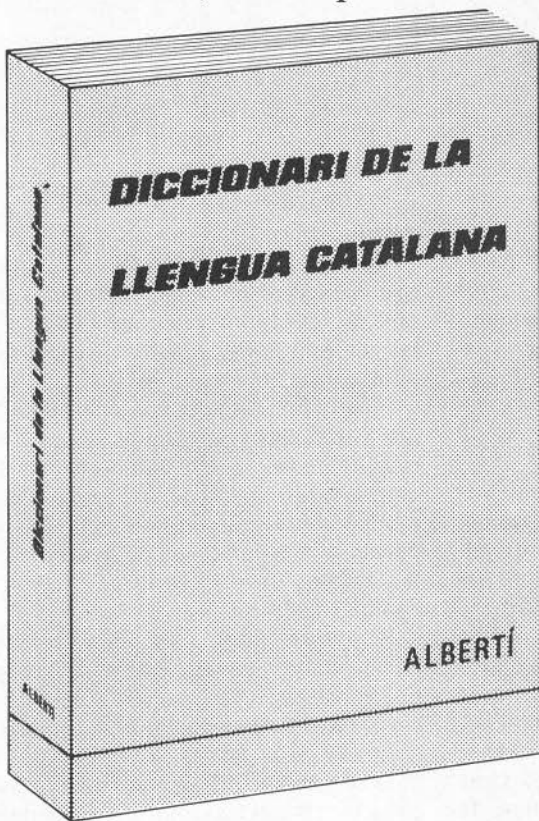 DICCIONARI DE LA
LLENGUA CATALANA
ALBERTÍ
Diccionari de la Llengua Catalana.
ALBERTÍ